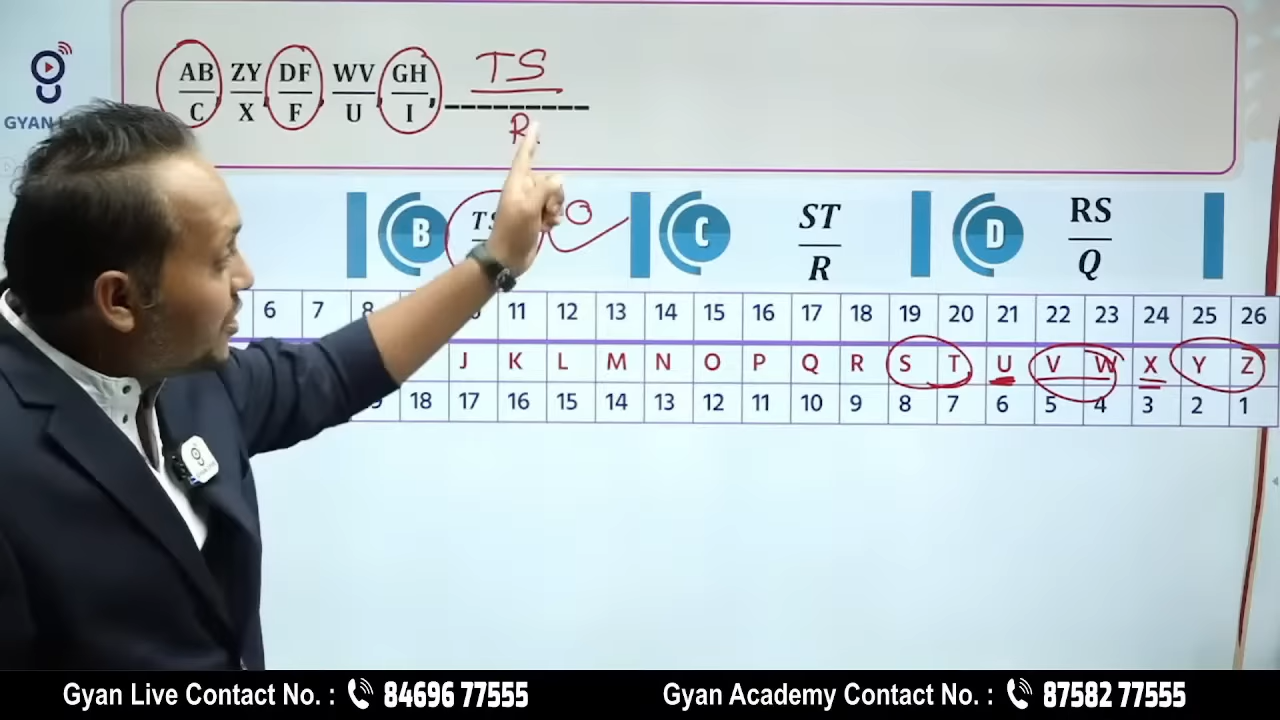 AB ZY DF WV GH TS
C , X , F , U , I , R
GYAN
B TS
C ST
R
D RS
Q
6 7 8 11 12 13 14 15 16 17 18 19 20 21 22 23 24 25 26
J K L M N O P Q R S T U V W X Y Z
18 17 16 15 14 13 12 11 10 9 8 7 6 5 4 3 2 1
Gyan Live Contact No. : 84696 77555 Gyan Academy Contact No. : 87582 77555